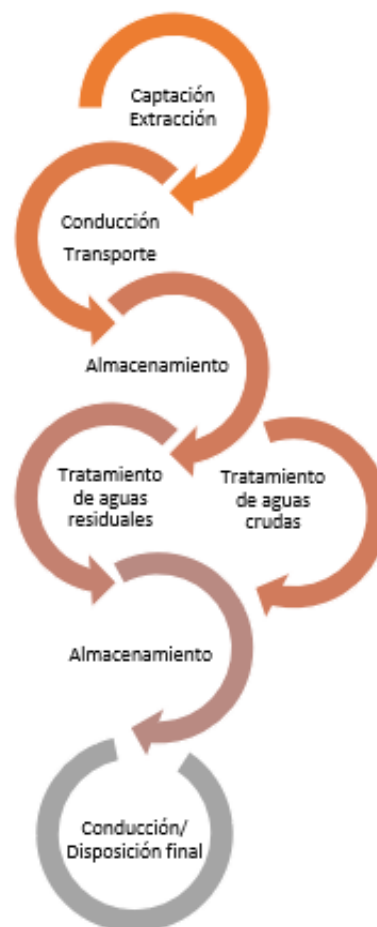 Captación
Extracción
Conducción
Transporte
Almacenamiento
Tratamiento
de aguas
residuales
Tratamiento
de aguas
crudas
Almacenamiento
Conducción/
Disposición final